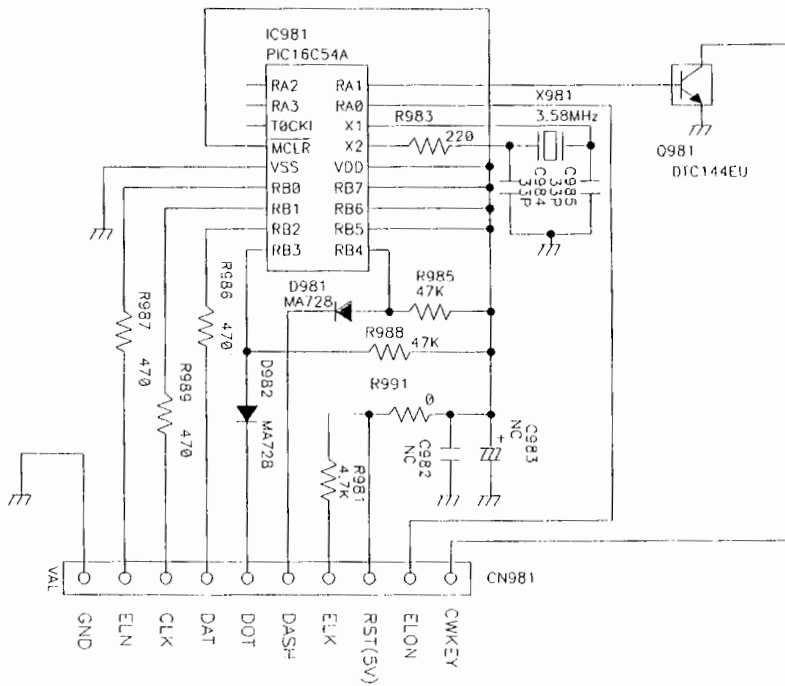 IC981
PIC16C54A
RA2 RA1
RA3 RA0
T0CKI X1
MCLR X2
VSS VDD
RB0 RB7
RB1 RB6
RB2 RB5
RB3 RB4
R983
220
X981
3.58MHz
C985
33P
C984
33P
Q981
DTC144EU
D981
MA728
R985
47K
R988
47K
R986
470
R987
470
R989
470
D982
MA728
R991
0
R981
4.7K
C982
NC
+
C983
NC
VAL
CN981
GND
ELN
CLK
DAT
DOT
DASH
ELK
RST(5V)
ELON
CWKEY